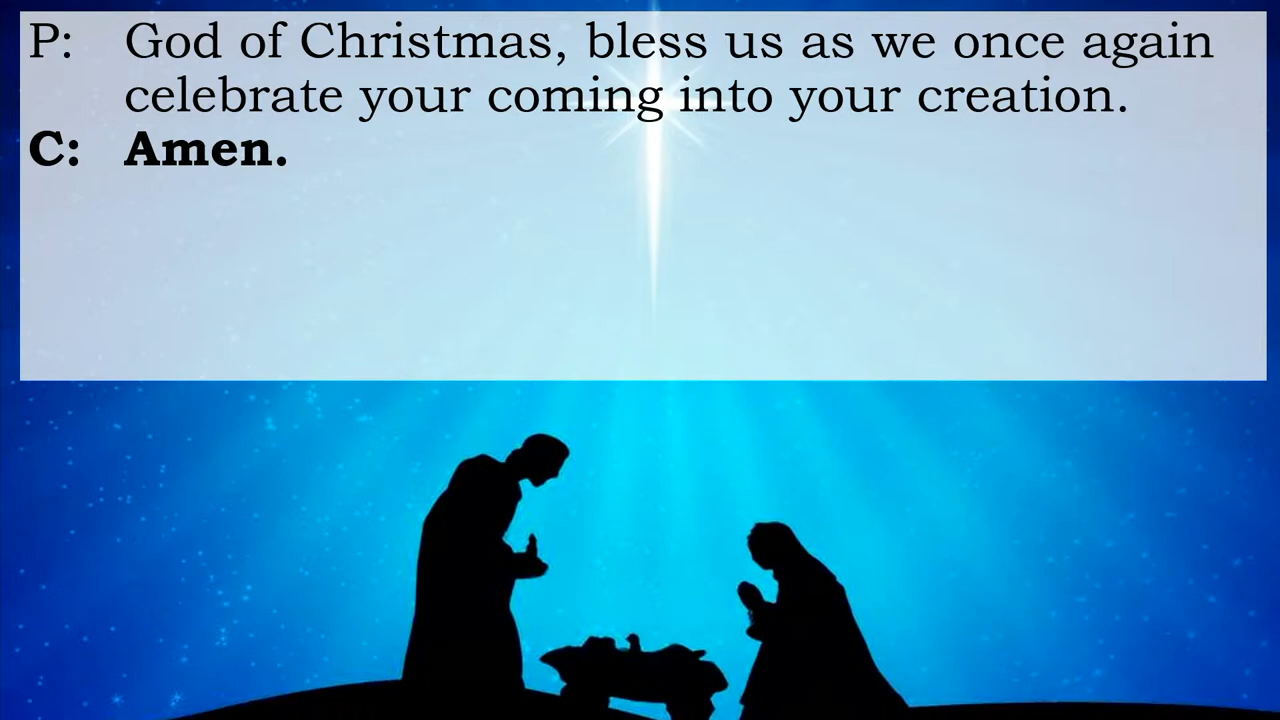 P: God of Christmas, bless us as we once again
celebrate your coming into your creation.
C: Amen.